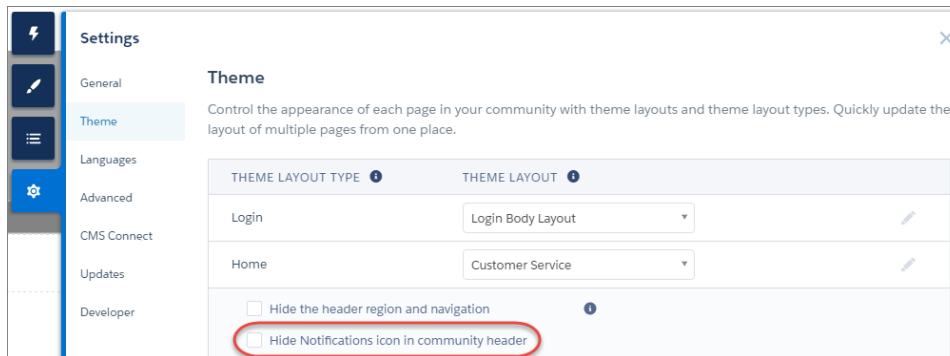 Settings
General
Theme
Languages
Advanced
CMS Connect
Updates
Developer
Theme
Control the appearance of each page in your community with theme layouts and theme layout types. Quickly update the
layout of multiple pages from one place.
THEME LAYOUT TYPE THEME LAYOUT
Login Login Body Layout
Home Customer Service
Hide the header region and navigation
Hide Notifications icon in community header